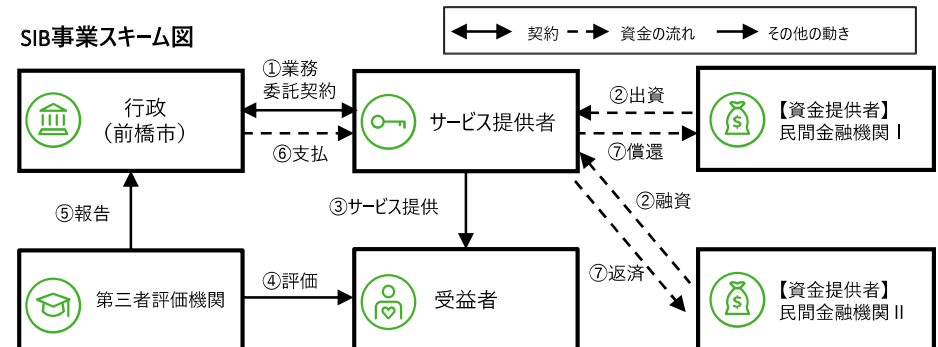 SIB事業スキーム図
契約
資金の流れ
その他の動き
行政
(前橋市)
①業務
委託契約
⑥支払
サービス提供者
②出資
⑦償還
【資金提供者】
民間金融機関Ⅰ
⑤報告
③サービス提供
②融資
⑦返済
第三者評価機関
④評価
受益者
【資金提供者】
民間金融機関Ⅱ